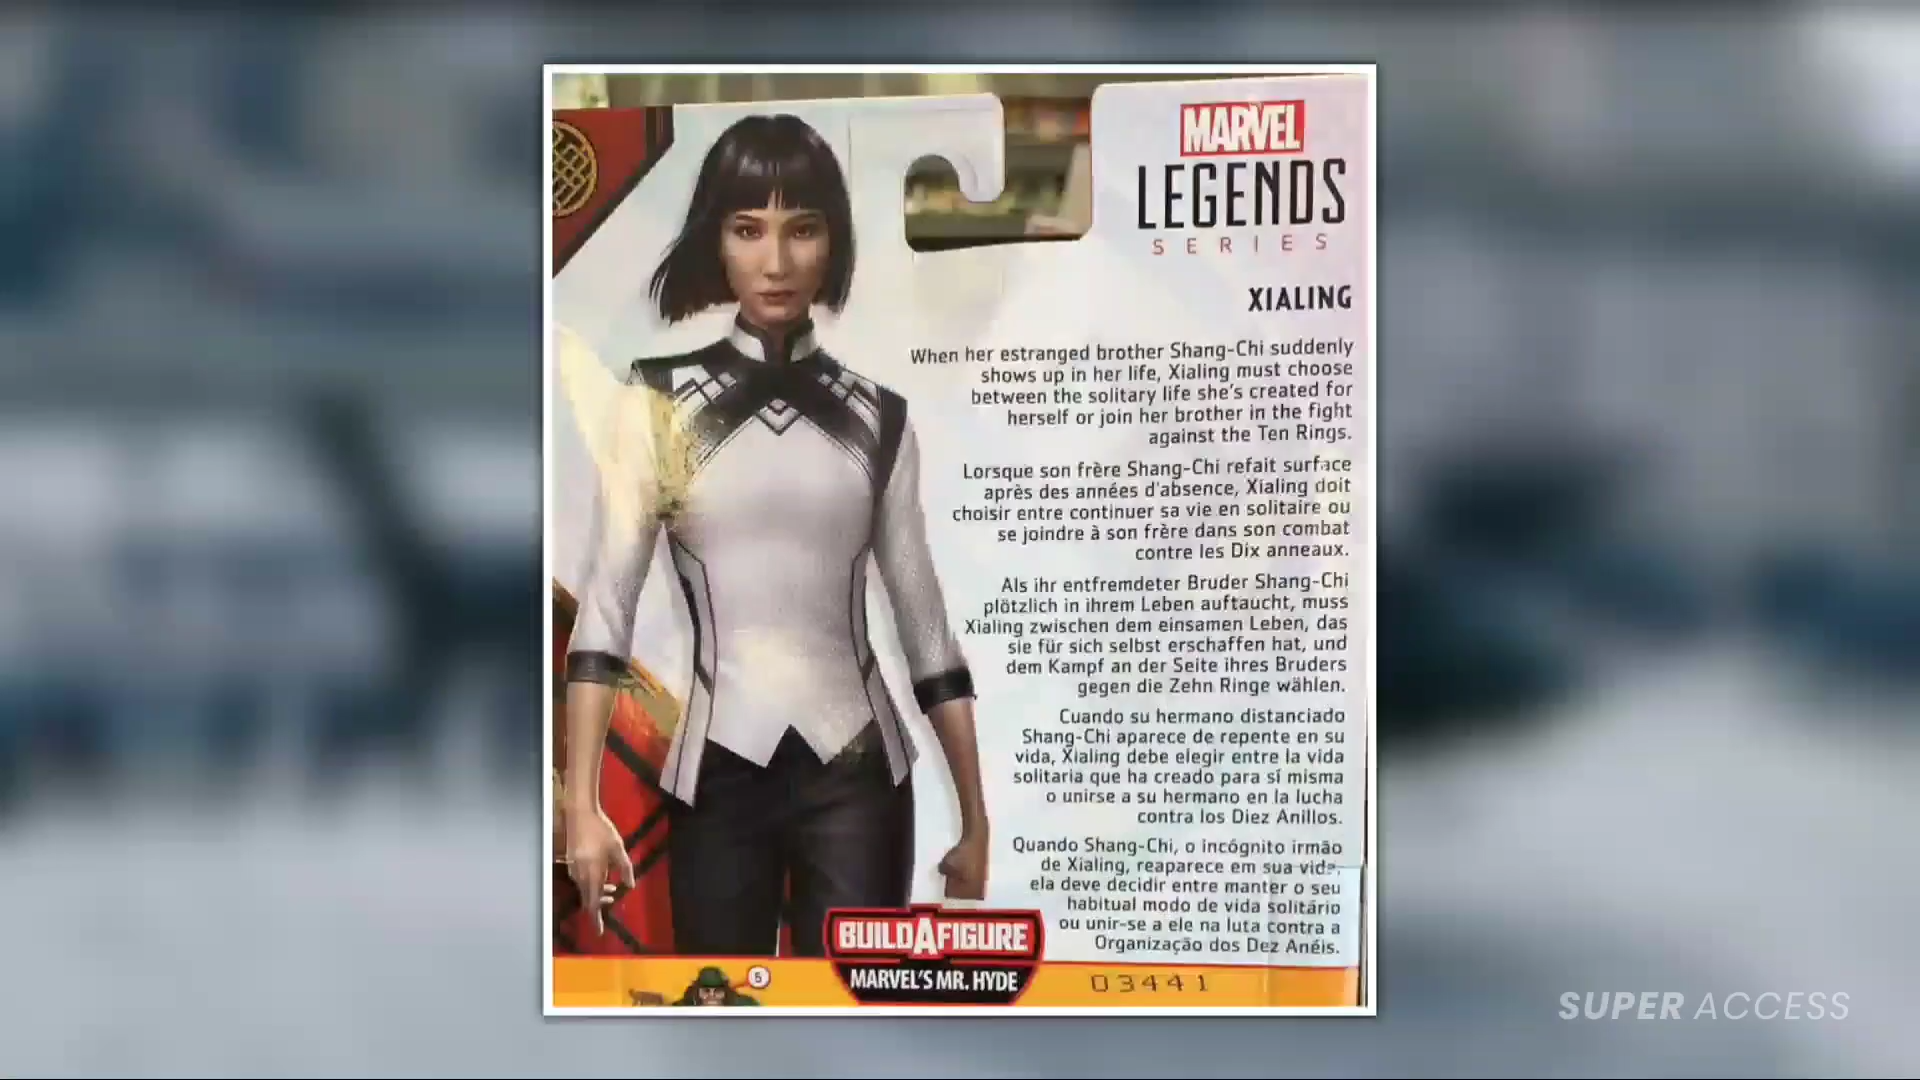 MARVEL
LEGENDS
SERIES
XIALING
When her estranged brother Shang-Chi suddenly
shows up in her life, Xialing must choose
between the solitary life she's created for
herself or join her brother in the fight
against the Ten Rings.
Lorsque son frère Shang-Chi refait surface
après des années d'absence, Xialing doit
choisir entre continuer sa vie en solitaire ou
se joindre à son frère dans son combat
contre les Dix anneaux.
Als ihr entfremdeter Bruder Shang-Chi
plötzlich in ihrem Leben auftaucht, muss
Xialing zwischen dem einsamen Leben, das
sie für sich selbst erschaffen hat, und
dem Kampf an der Seite ihres Bruders
gegen die Zehn Ringe wählen.
Cuando su hermano distanciado
Shang-Chi aparece de repente en su
vida, Xialing debe elegir entre la vida
solitaria que ha creado para sí misma
o unirse a su hermano en la lucha
contra los Diez Anillos.
Quando Shang-Chi, o incógnito irmão
de Xialing, reaparece em sua vida,
ela deve decidir entre manter o seu
habitual modo de vida solitário
ou unir-se a ele na luta contra a
Organização dos Dez Anéis.
BUILDAFIGURE
MARVEL'S MR. HYDE
5
03441
SUPER ACCESS